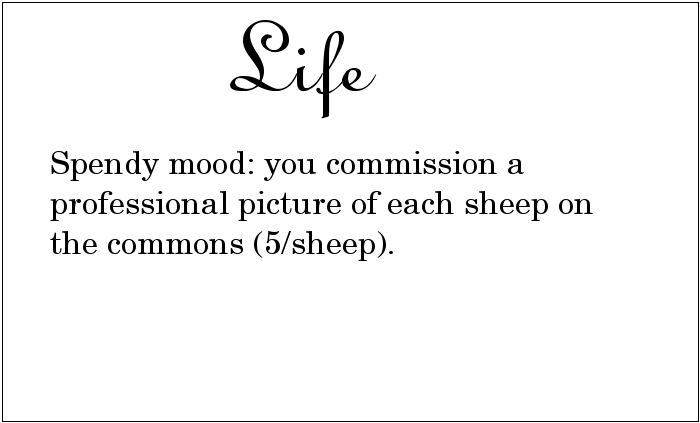 Life
Spendy mood: you commission a
professional picture of each sheep on
the commons (5/sheep).